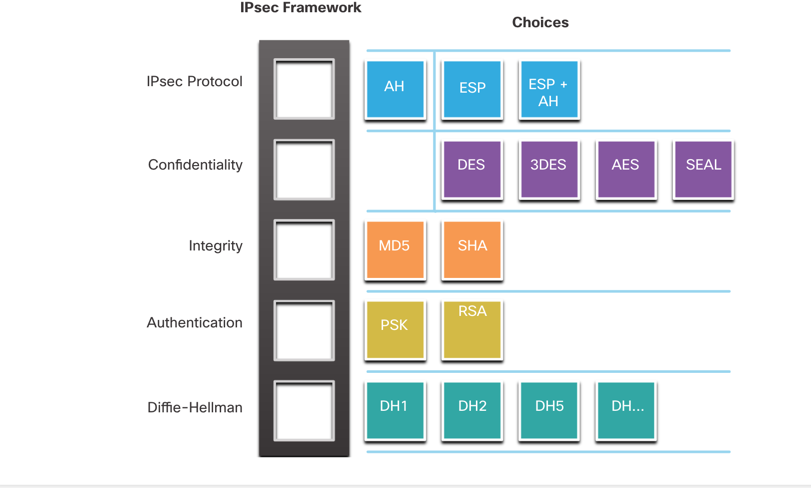 IPsec Framework
Choices
IPsec Protocol
AH
ESP
ESP +
AH
Confidentiality
DES
3DES
AES
SEAL
Integrity
MD5
SHA
Authentication
PSK
RSA
Diffie-Hellman
DH1
DH2
DH5
DH...